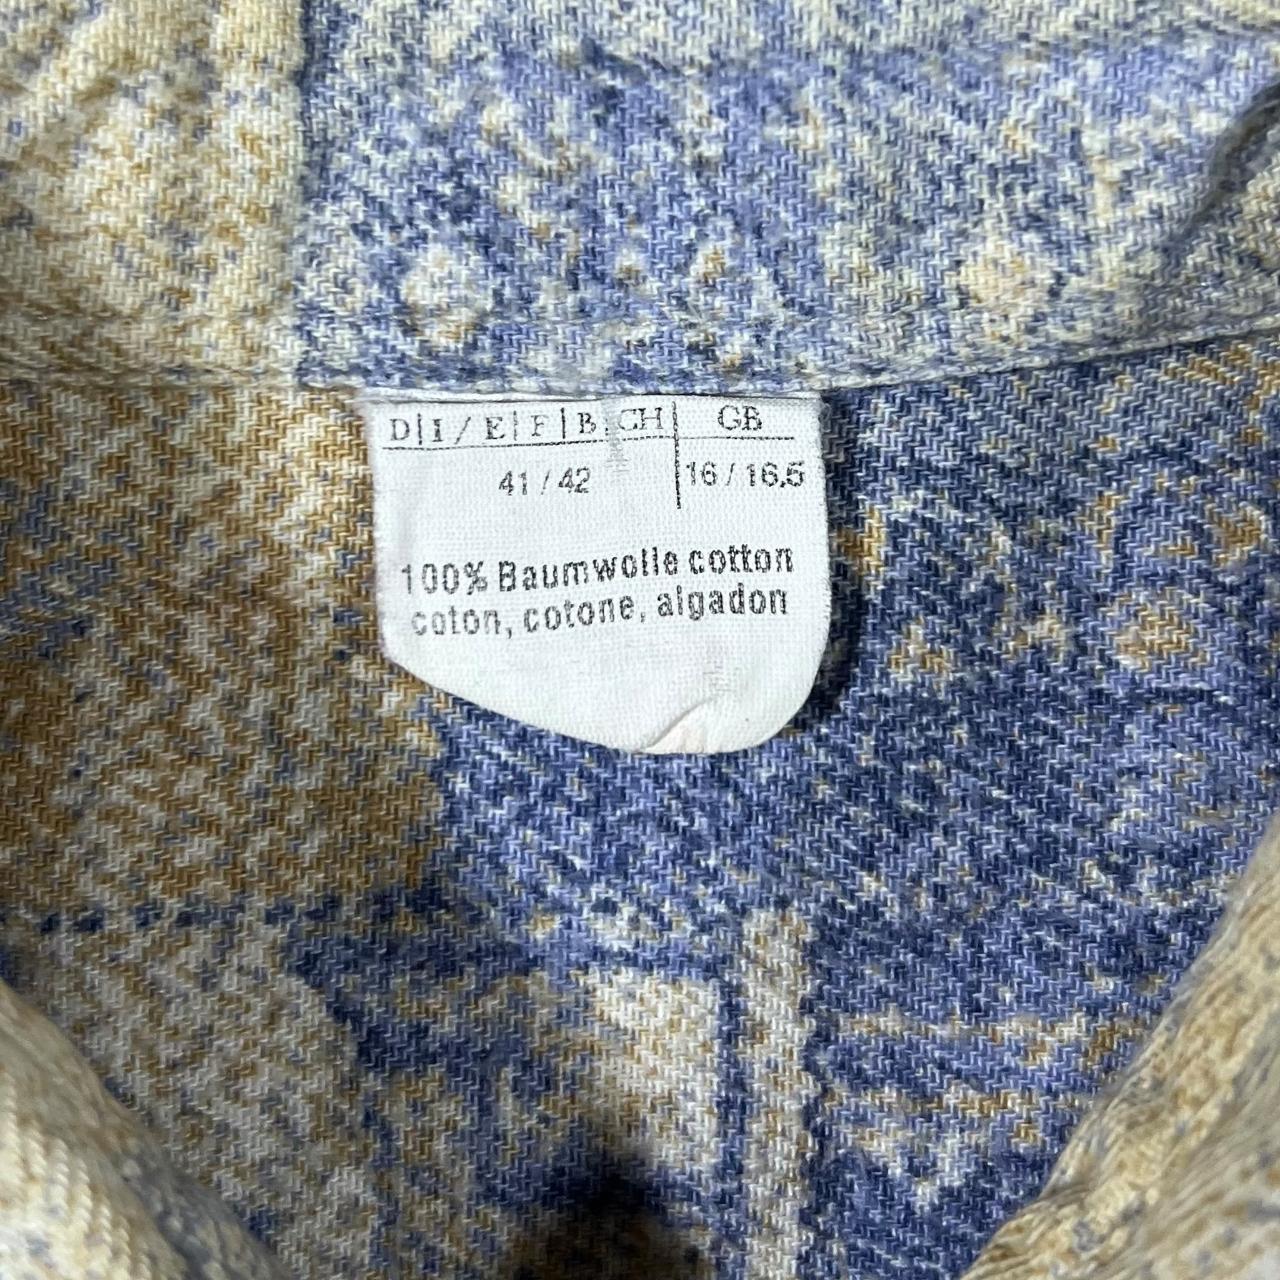 D|I / E|F|B|CH| GB
41 / 42 |16 / 16,5
100% Baumwolle cotton
coton, cotone, algadon